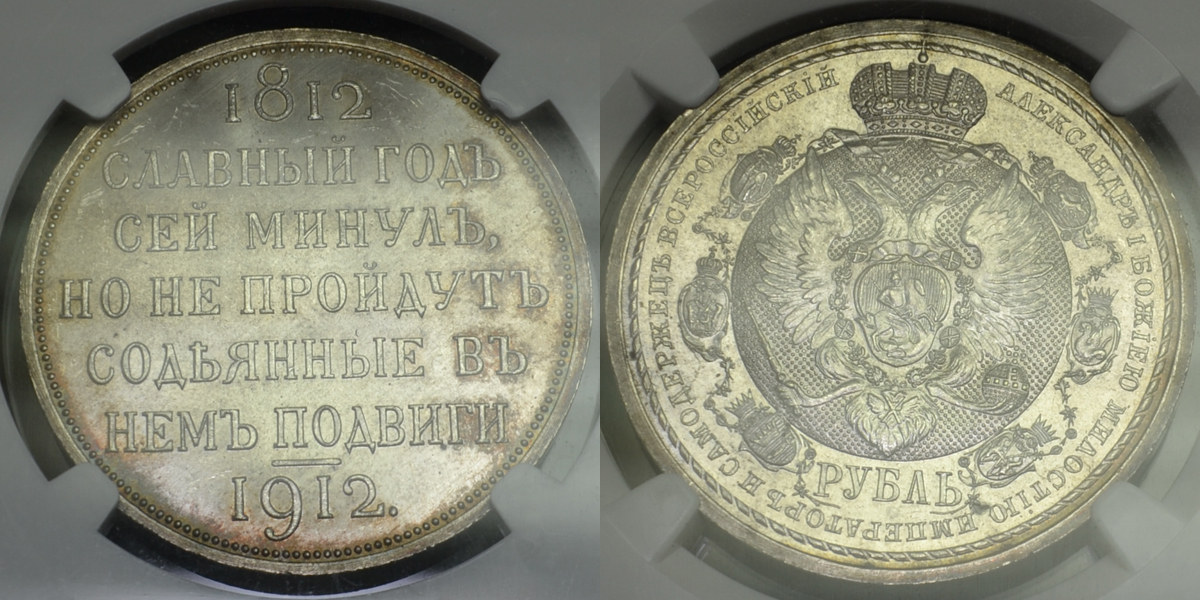 1812
СЛАВНЫЙ ГОДЪ
СЕЙ МИНУЛЪ,
НО НЕ ПРОЙДУТЪ
СОДѢЯННЫЕ ВЪ
НЕМЪ ПОДВИГИ
1912.
АЛЕКСАНДРЪ I БОЖІЕЮ МИЛОСТІЮ ИМПЕРАТОРЪ И САМОДЕРЖЕЦЪ ВСЕРОССІЙСКІЙ
РУБЛЬ